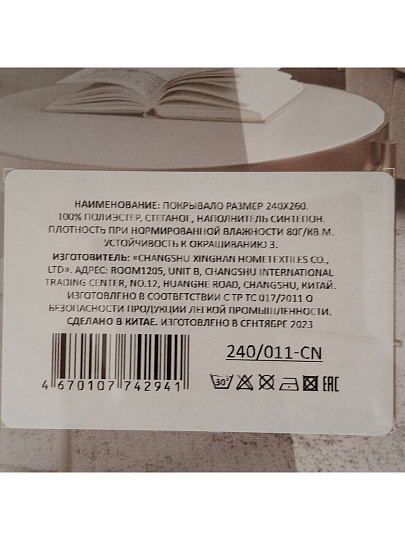 НАИМЕНОВАНИЕ: ПОКРЫВАЛО РАЗМЕР 240X260.
100% ПОЛИЭСТЕР, СТЕГАНОЕ, НАПОЛНИТЕЛЬ СИНТЕПОН.
ПЛОТНОСТЬ ПРИ НОРМИРОВАННОЙ ВЛАЖНОСТИ 80Г/КВ.М.
УСТОЙЧИВОСТЬ К ОКРАШИВАНИЮ 3.
ИЗГОТОВИТЕЛЬ: «CHANGSHU XINGHAN HOMETEXTILES CO.,
LTD». АДРЕС: ROOM1205, UNIT B, CHANGSHU INTERNATIONAL
TRADING CENTER, NO.12, HUANGHE ROAD, CHANGSHU, КИТАЙ.
ИЗГОТОВЛЕНО В СООТВЕТСТВИИ С ТР ТС 017/2011 О
БЕЗОПАСНОСТИ ПРОДУКЦИИ ЛЕГКОЙ ПРОМЫШЛЕННОСТИ.
СДЕЛАНО В КИТАЕ. ИЗГОТОВЛЕНО В СЕНТЯБРЕ 2023
240/011-CN
30°
EAC
4 670107 742941